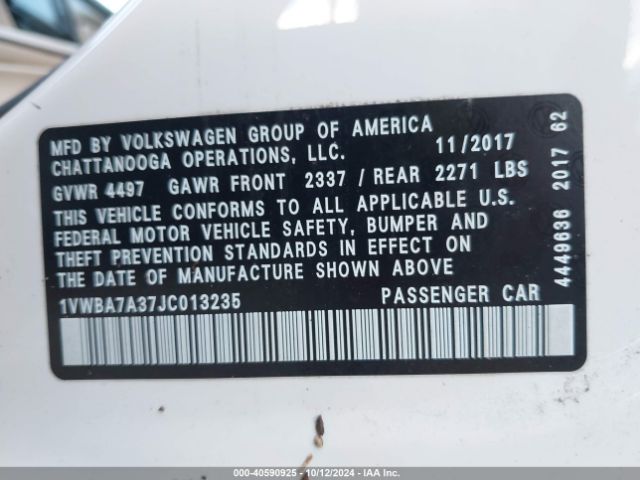 MFD BY VOLKSWAGEN GROUP OF AMERICA
CHATTANOOGA OPERATIONS, LLC. 11/2017
GVWR 4497 GAWR FRONT 2337 / REAR 2271 LBS
THIS VEHICLE CONFORMS TO ALL APPLICABLE U.S.
FEDERAL MOTOR VEHICLE SAFETY, BUMPER AND
THEFT PREVENTION STANDARDS IN EFFECT ON
THE DATE OF MANUFACTURE SHOWN ABOVE
1VWBA7A37JC013235 PASSENGER CAR
4449636 2017 62
000-40590925 - 10/12/2024 - IAA Inc.